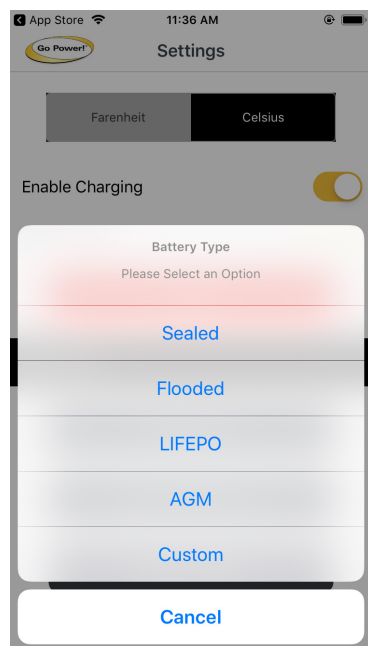 App Store 11:36 AM
Go Power!
Settings
Farenheit Celsius
Enable Charging
Battery Type
Please Select an Option
Sealed
Flooded
LIFEPO
AGM
Custom
Cancel